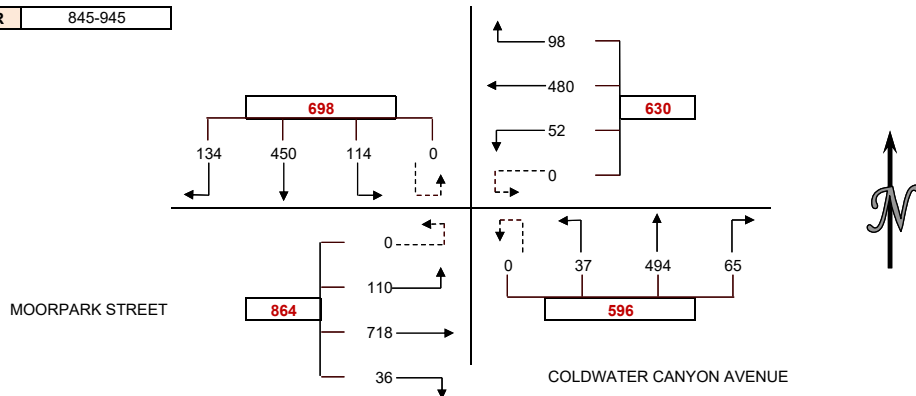 R 845-945
98
480
698
630
52
134 450 114 0
0
0
0 37 494 65
110
MOORPARK STREET
864
596
718
36
COLDWATER CANYON AVENUE
N